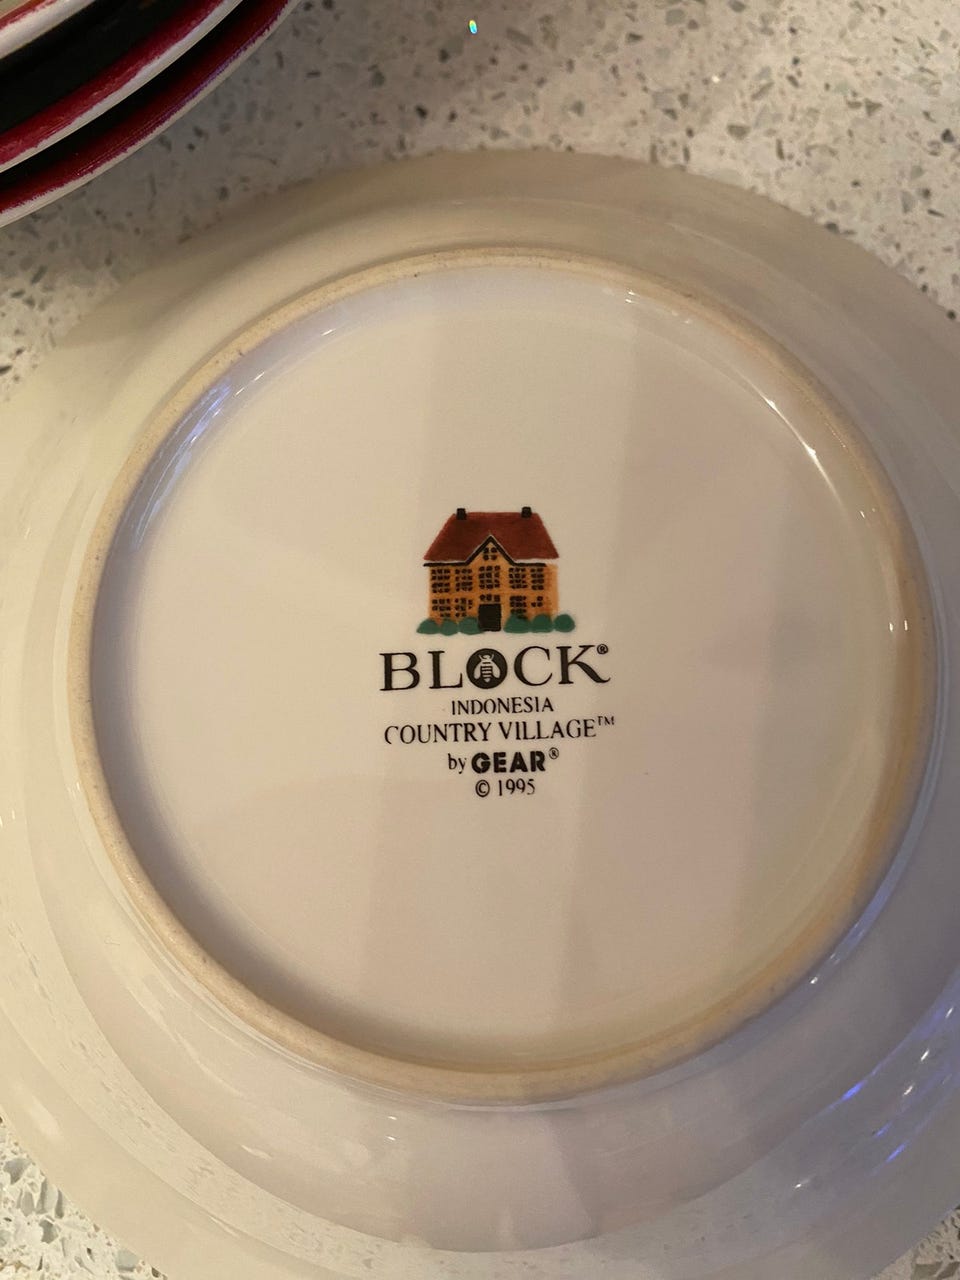 BLOCK®
INDONESIA
COUNTRY VILLAGE™
by GEAR®
© 1995